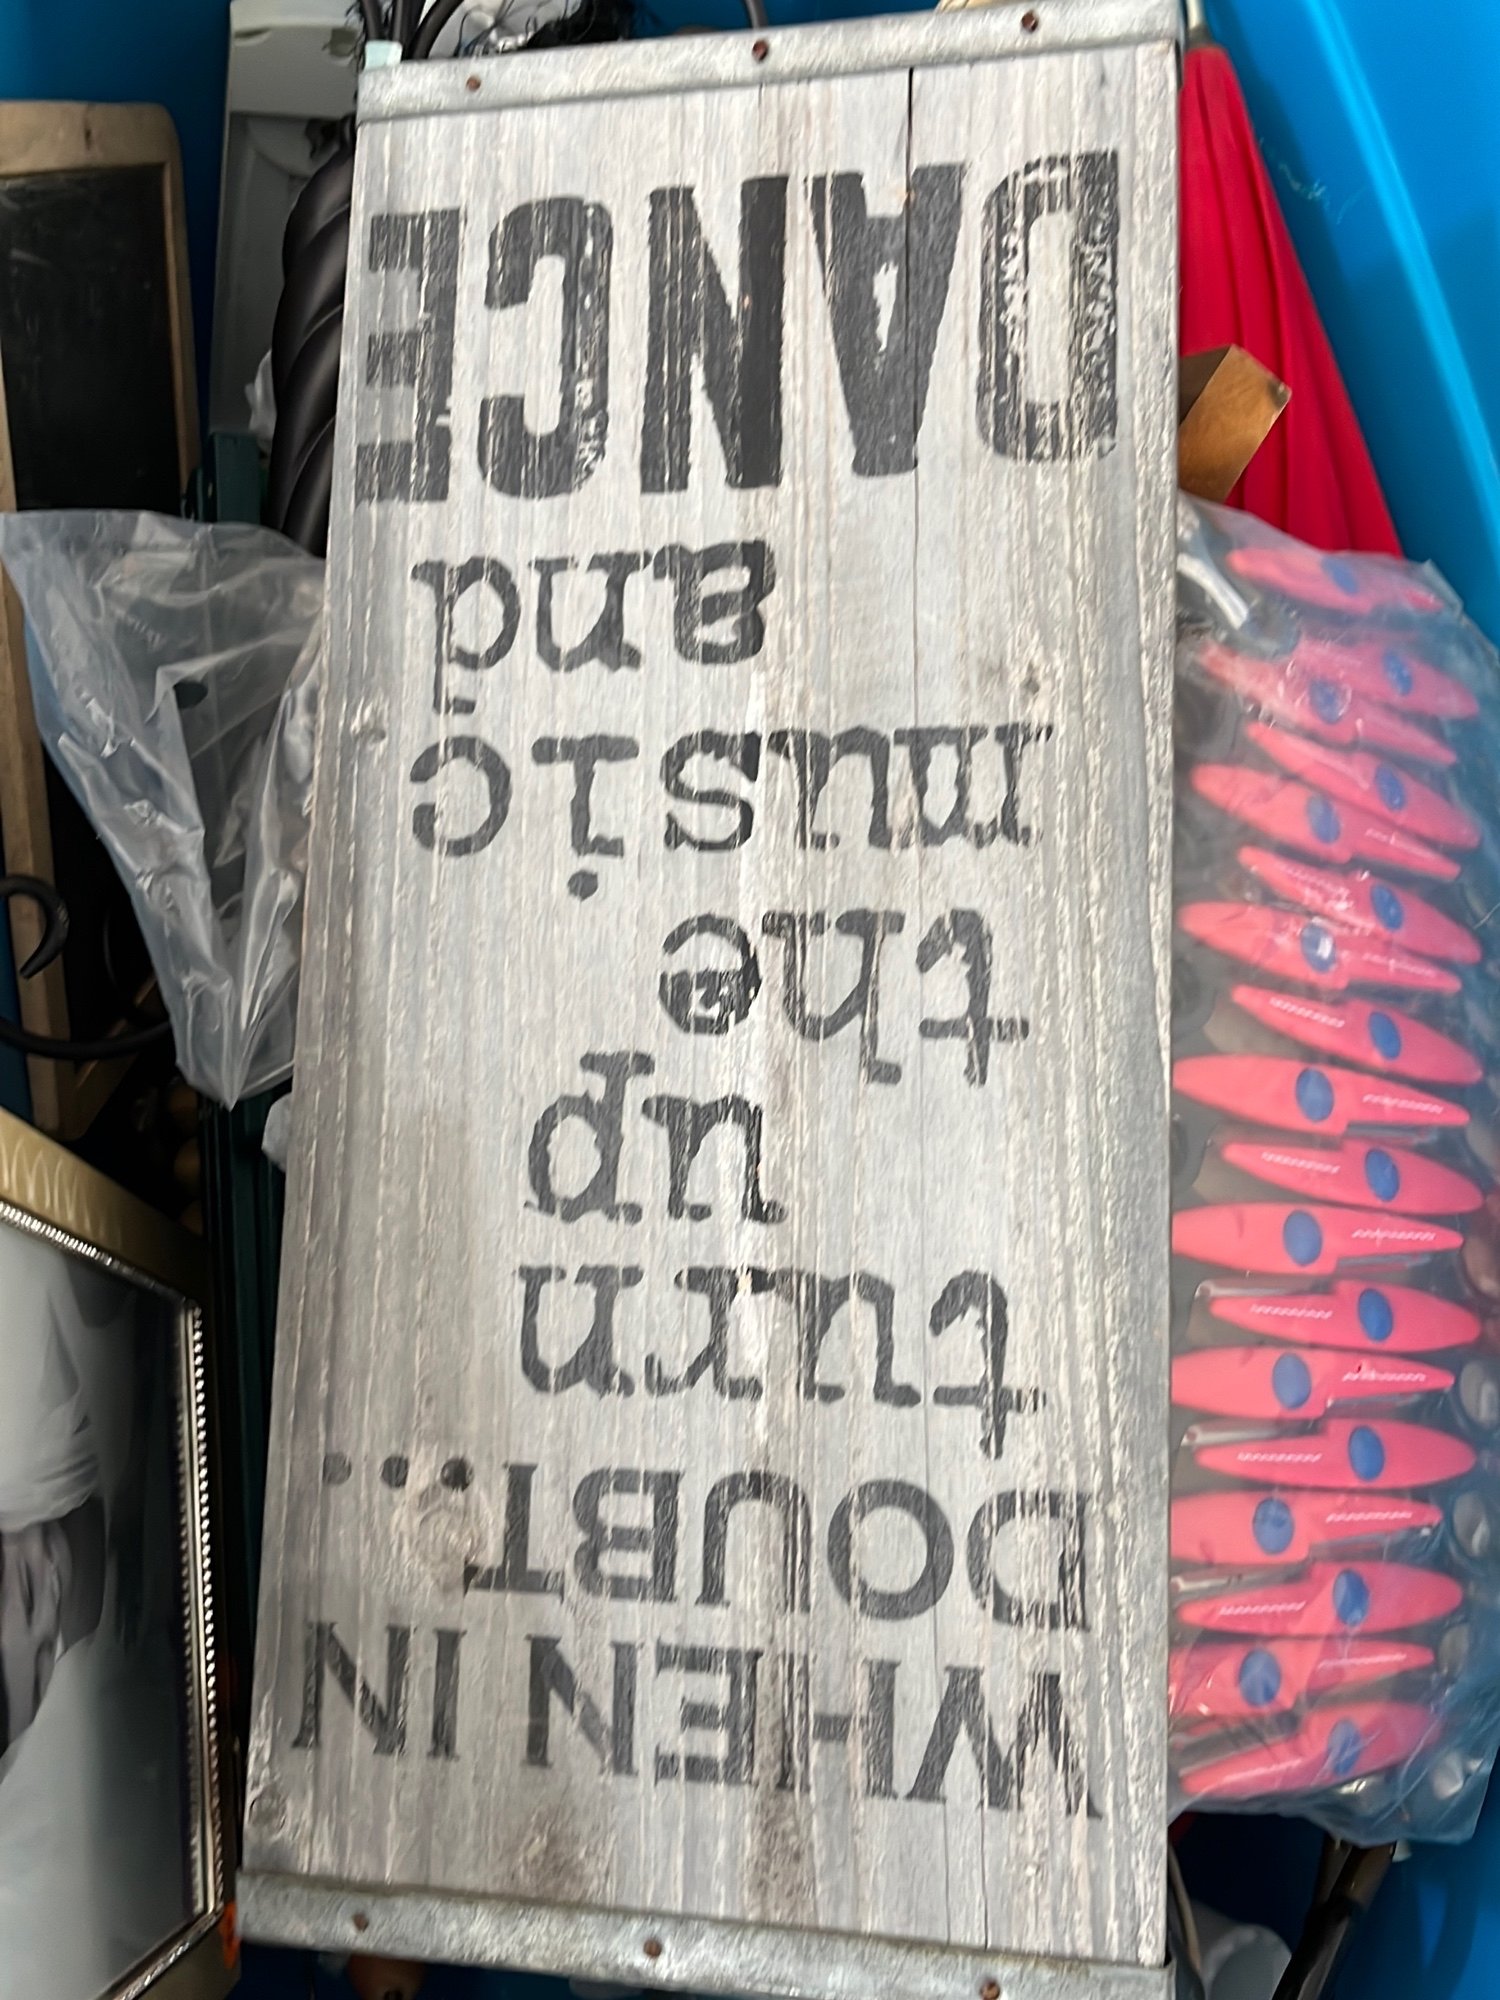 WHEN IN
DOUBT...
turn
up
the
music
and
DANCE